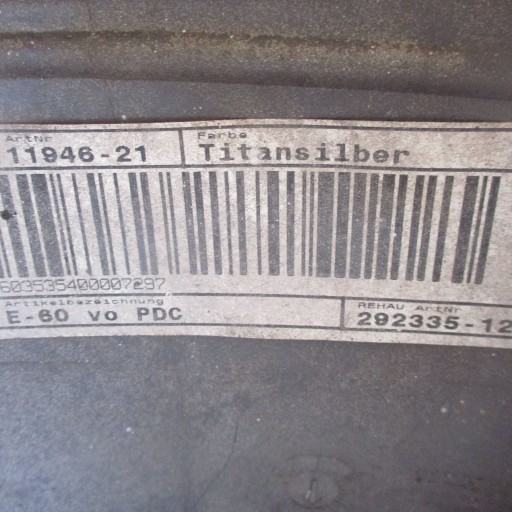 ArtNr
Farbe
11946-21
Titansilber
603535400007297
Artikelbezeichnung
REHAU ArtNr
E-60 vo PDC
292335-12